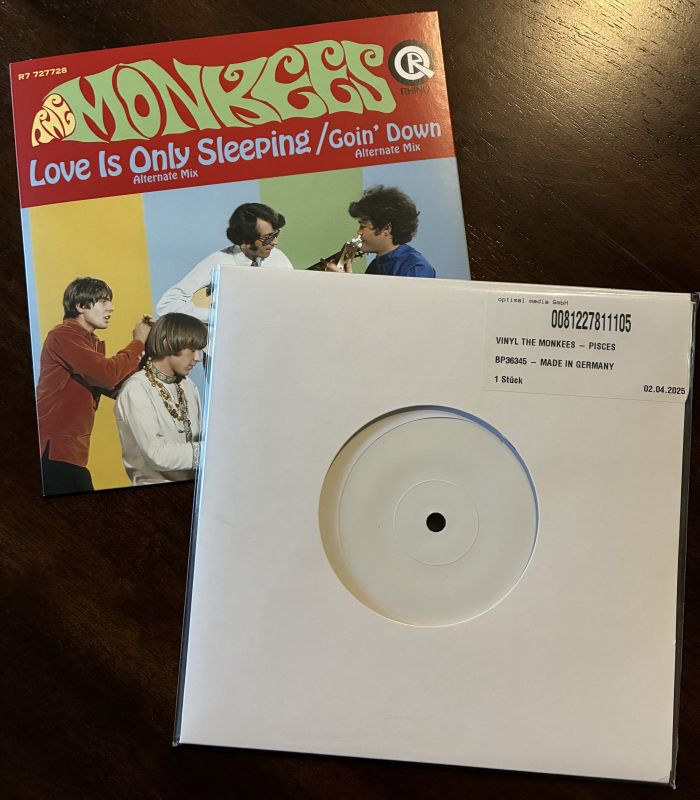 R7 727728
THE MONKEES
R
RHINO
Love Is Only Sleeping / Goin' Down
Alternate Mix
Alternate Mix
optimal media GmbH
0081227811105
VINYL THE MONKEES – PISCES
BP36345 – MADE IN GERMANY
1 Stück
02.04.2025